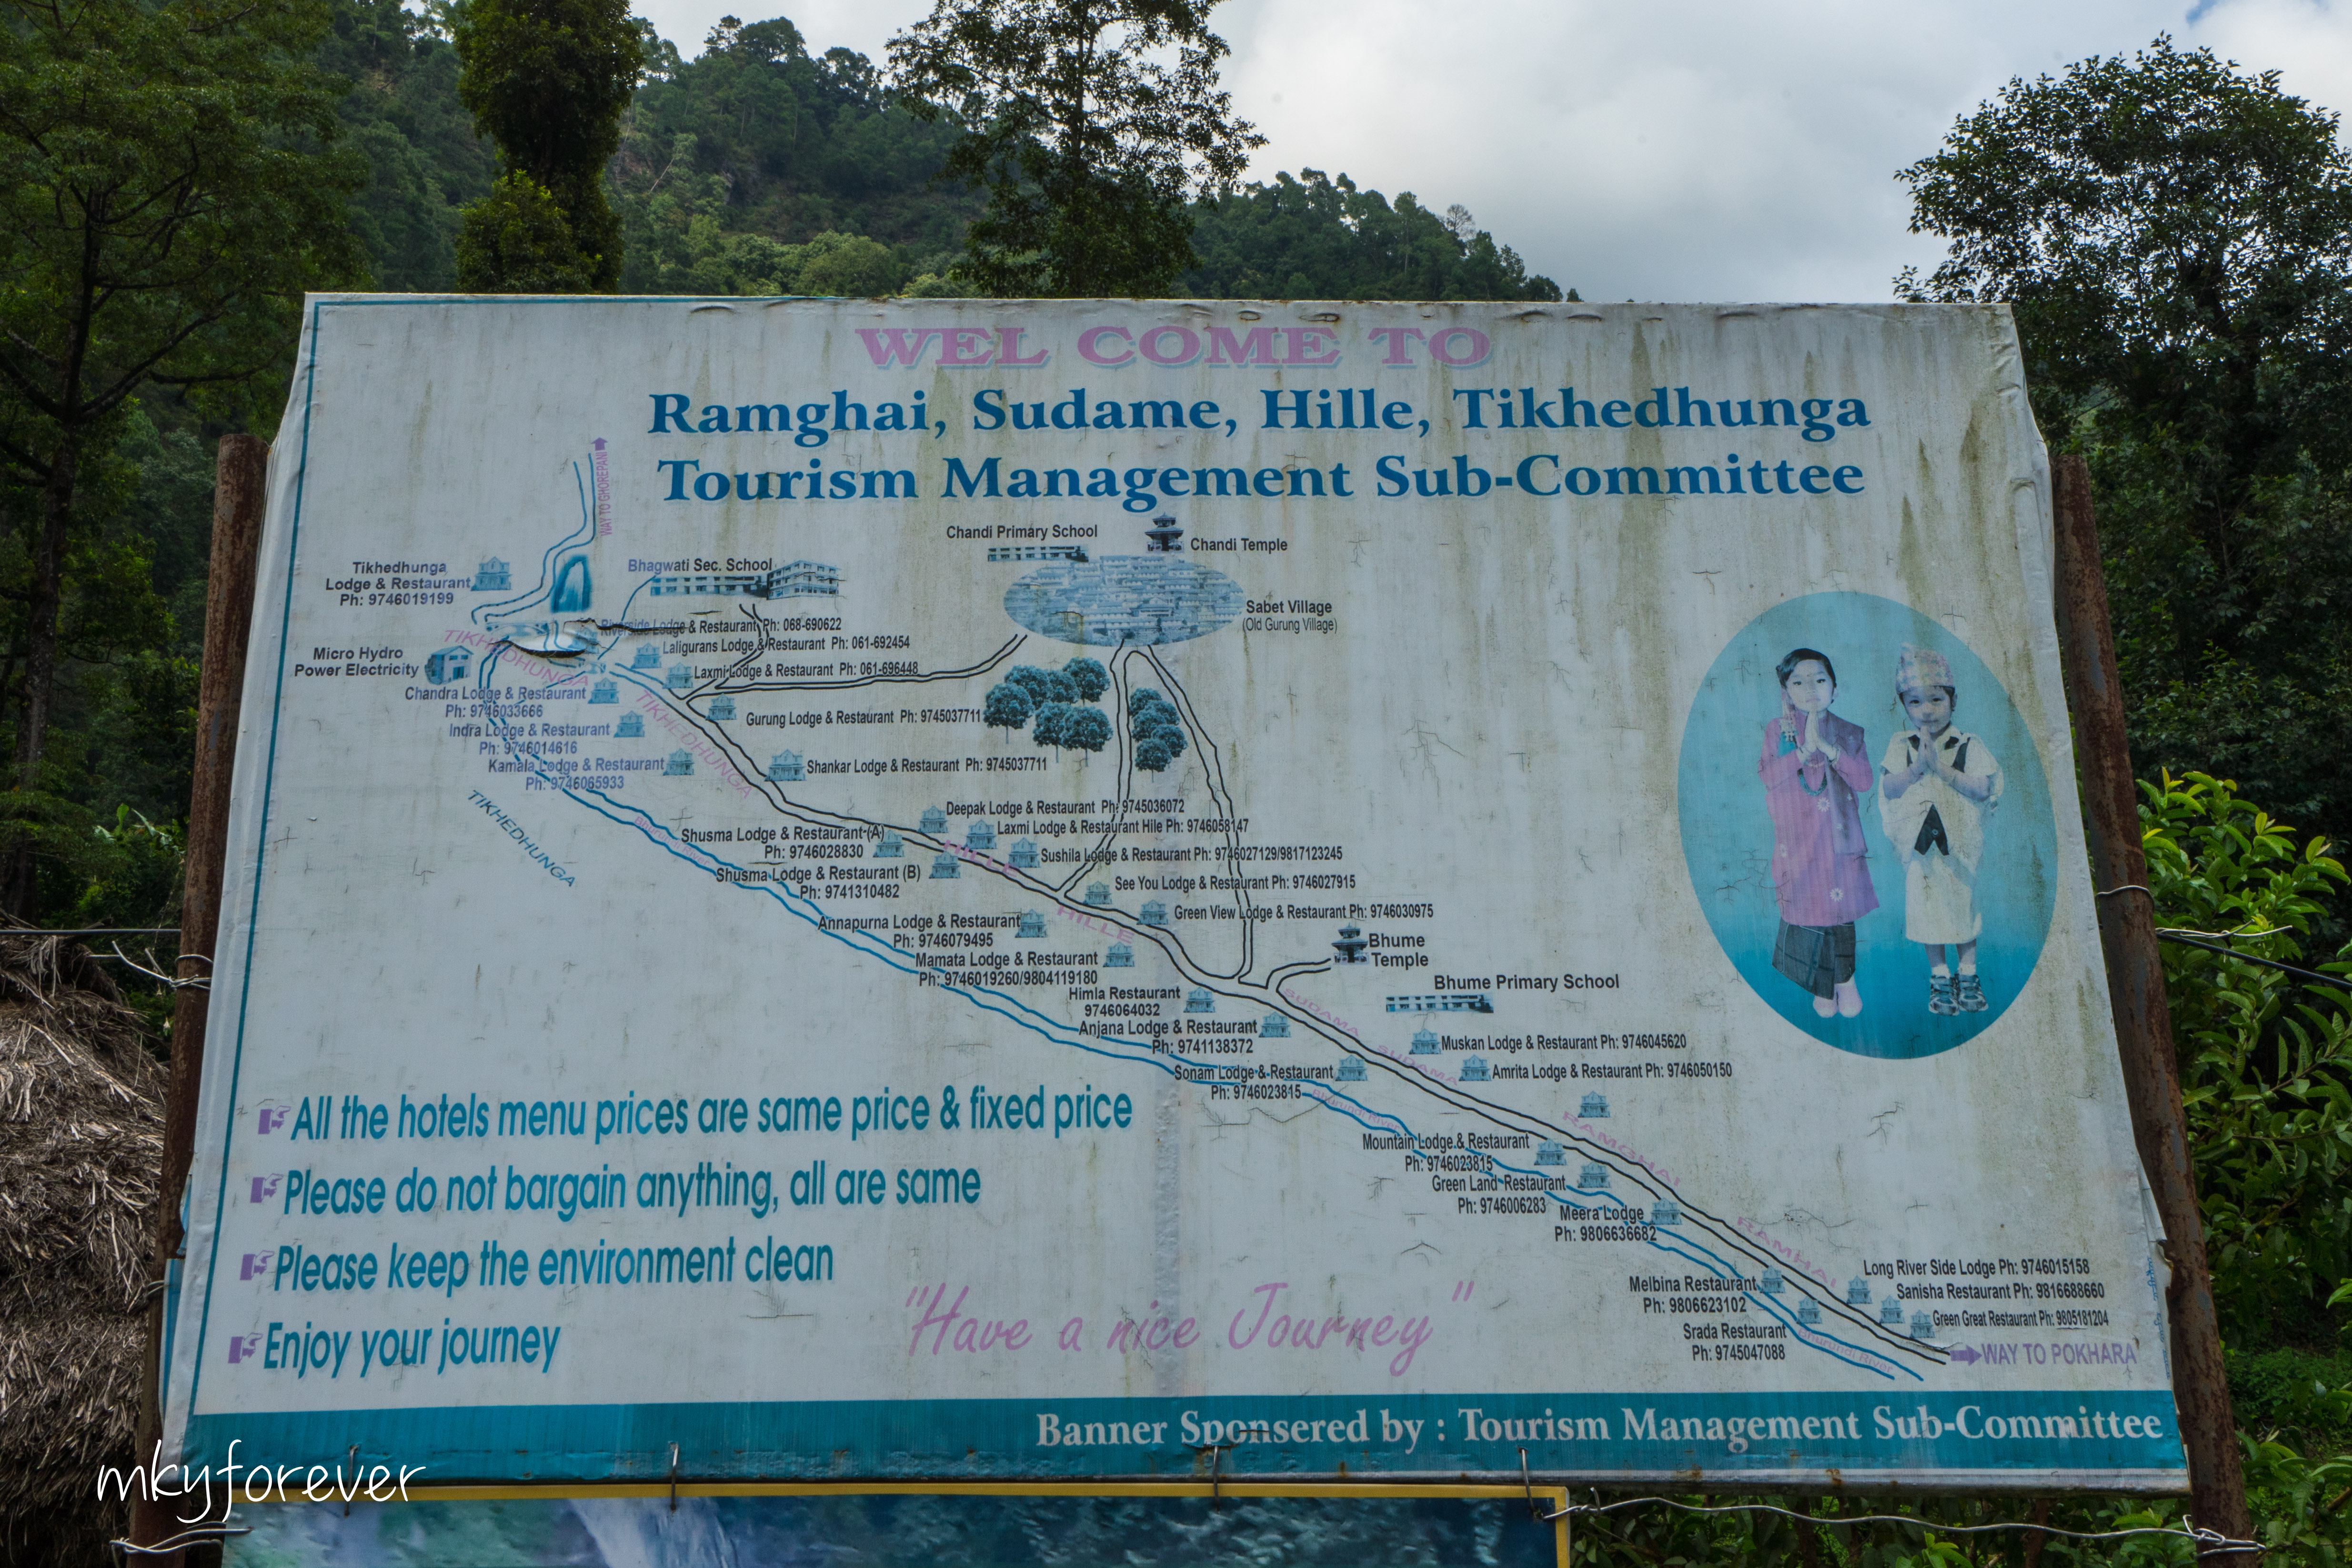 WEL COME TO
Ramghai, Sudame, Hille, Tikhedhunga
Tourism Management Sub-Committee
WAY TO GHOREPANI
Chandi Primary School
Chandi Temple
Tikhedhunga
Lodge & Restaurant
Ph: 9746019199
Bhagwati Sec. School
Sabet Village
(Old Gurung Village)
Riverside Lodge & Restaurant Ph: 068-690622
Laligurans Lodge & Restaurant Ph: 061-692454
Laxmi Lodge & Restaurant Ph: 061-696448
TIKHEDHUNGA
Micro Hydro
Power Electricity
Chandra Lodge & Restaurant
Ph: 9746033666
TIKHEDHUNGA
Gurung Lodge & Restaurant Ph: 9745037711
Indra Lodge & Restaurant
Ph: 9746014616
Kamala Lodge & Restaurant
Ph: 9746065933
Shankar Lodge & Restaurant Ph: 9745037711
TIKHEDHUNGA
Bhurundi River
Deepak Lodge & Restaurant Ph: 9745036072
Laxmi Lodge & Restaurant Hile Ph: 9746058147
Shusma Lodge & Restaurant (A)
Ph: 9746028830
HILLE
Sushila Lodge & Restaurant Ph: 9746027129/9817123245
Shusma Lodge & Restaurant (B)
Ph: 9741310482
See You Lodge & Restaurant Ph: 9746027915
HILLE
Green View Lodge & Restaurant Ph: 9746030975
Annapurna Lodge & Restaurant
Ph: 9746079495
Bhume
Temple
Mamata Lodge & Restaurant
Ph: 9746019260/9804119180
Bhume Primary School
Himla Restaurant
9746064032
SUDAMA
Anjana Lodge & Restaurant
Ph: 9741138372
Muskan Lodge & Restaurant Ph: 9746045620
SUDAMA
Amrita Lodge & Restaurant Ph: 9746050150
Sonam Lodge & Restaurant
Ph: 9746023815
Bhurundi River
RAMGHAI
Mountain Lodge & Restaurant
Ph: 9746023815
Green Land Restaurant
Ph: 9746006283
Meera Lodge
Ph: 9806636682
RAMHAI
Long River Side Lodge Ph: 9746015158
Sanisha Restaurant Ph: 9816688660
Green Great Restaurant Ph: 9805181204
Melbina Restaurant
Ph: 9806623102
Srada Restaurant
Ph: 9745047088
Bhurundi River
WAY TO POKHARA
All the hotels menu prices are same price & fixed price
Please do not bargain anything, all are same
Please keep the environment clean
Enjoy your journey
"Have a nice Journey"
Banner Sponsered by : Tourism Management Sub-Committee
mkyforever